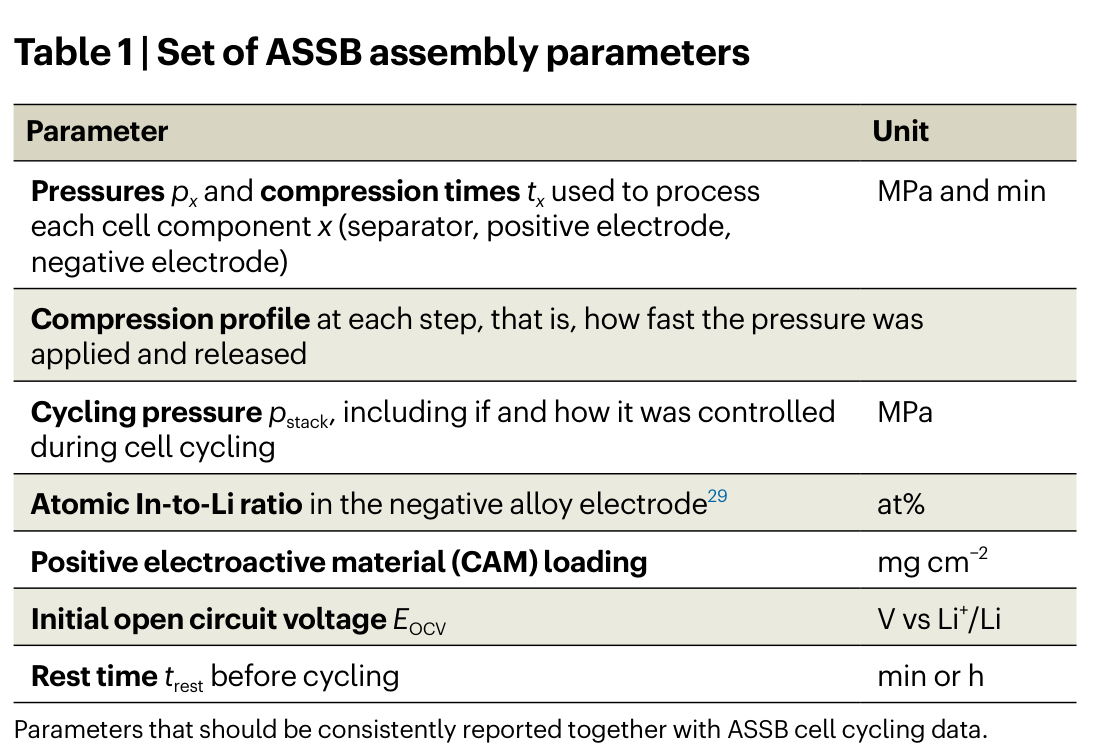 Table 1 | Set of ASSB assembly parameters
Parameter Unit
Pressures pₓ and compression times tₓ used to process MPa and min
each cell component x (separator, positive electrode,
negative electrode)
Compression profile at each step, that is, how fast the pressure was
applied and released
Cycling pressure pstack, including if and how it was controlled MPa
during cell cycling
Atomic In-to-Li ratio in the negative alloy electrode²⁹ at%
Positive electroactive material (CAM) loading mg cm⁻²
Initial open circuit voltage EOCV V vs Li⁺/Li
Rest time trest before cycling min or h
Parameters that should be consistently reported together with ASSB cell cycling data.